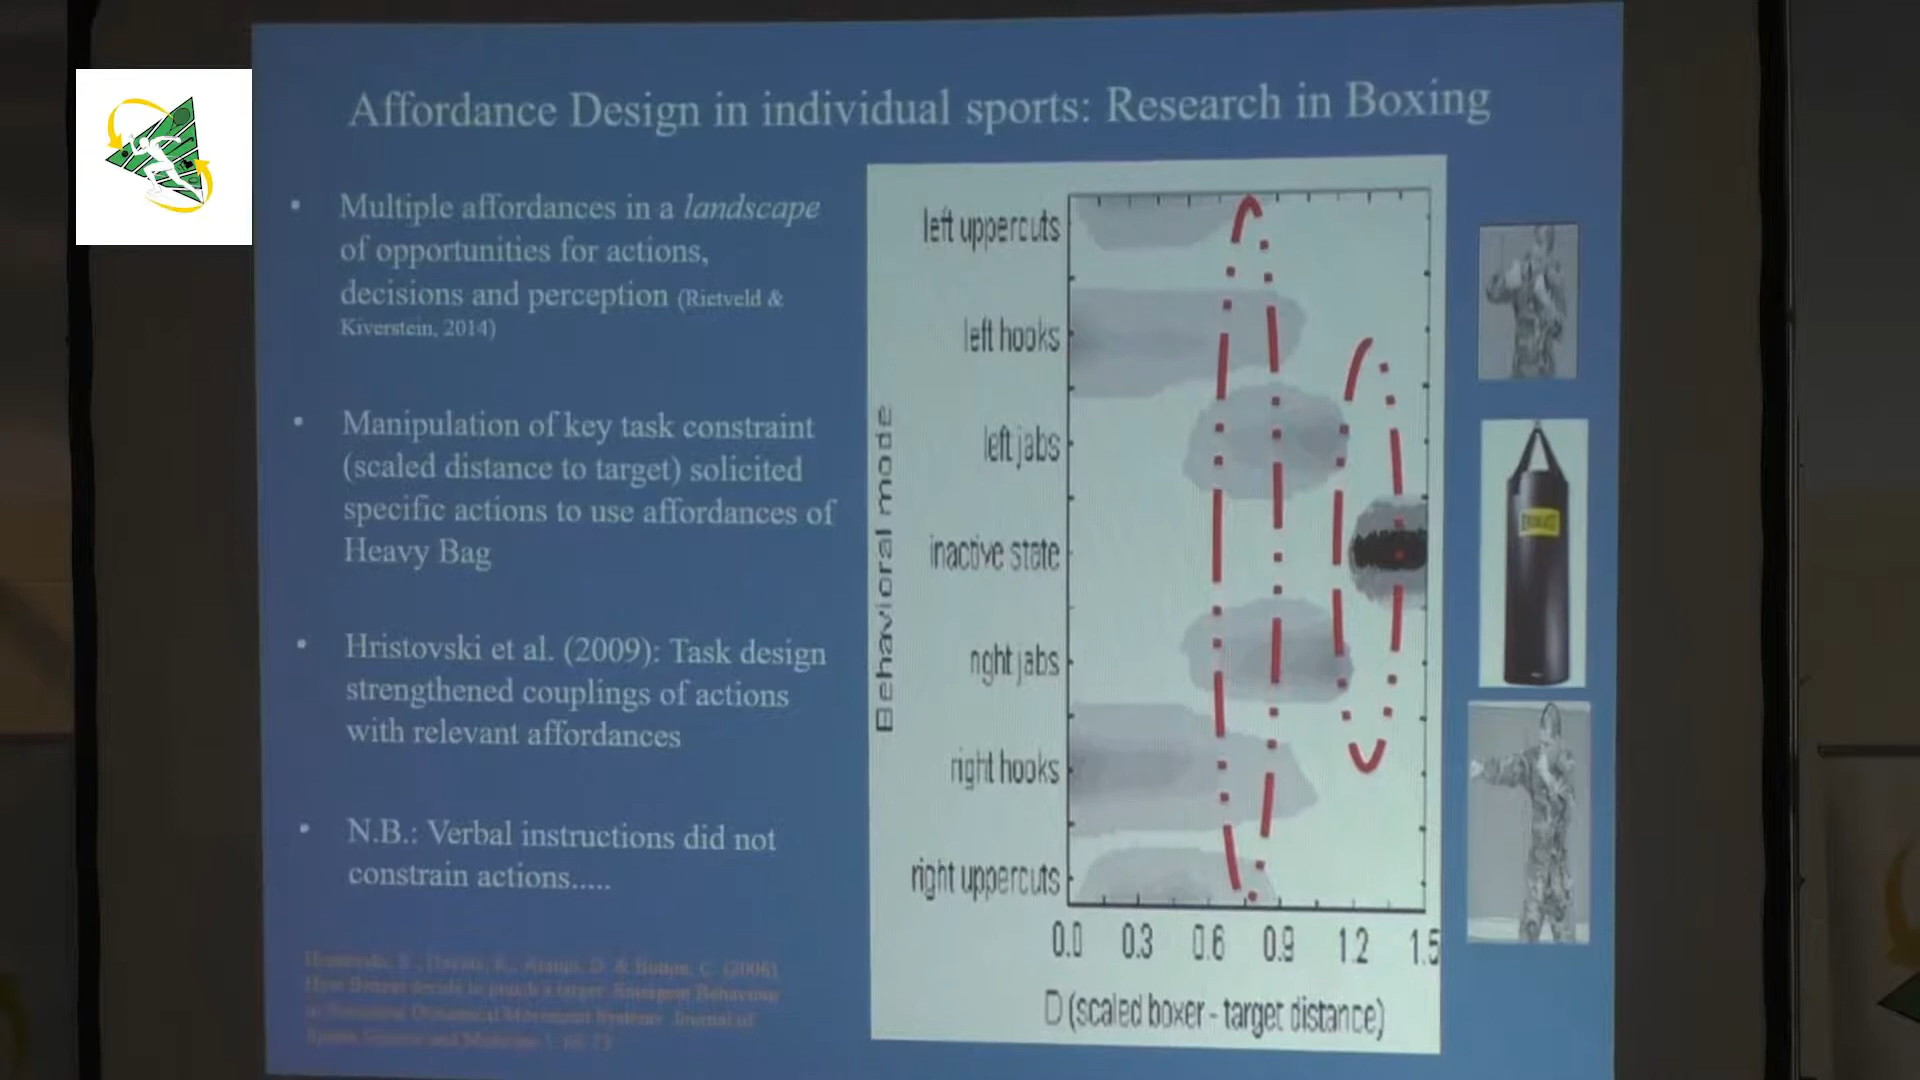 Affordance Design in individual sports: Research in Boxing
• Multiple affordances in a landscape
of opportunities for actions,
decisions and perception (Rietveld &
Kiverstein, 2014)
• Manipulation of key task constraint
(scaled distance to target) solicited
specific actions to use affordances of
Heavy Bag
• Hristovski et al. (2009): Task design
strengthened couplings of actions
with relevant affordances
• N.B.: Verbal instructions did not
constrain actions.....
Behavioral mode
left uppercuts
left hooks
left jabs
inactive state
right jabs
right hooks
right uppercuts
0.0 0.3 0.6 0.9 1.2 1.5
D (scaled boxer - target distance)